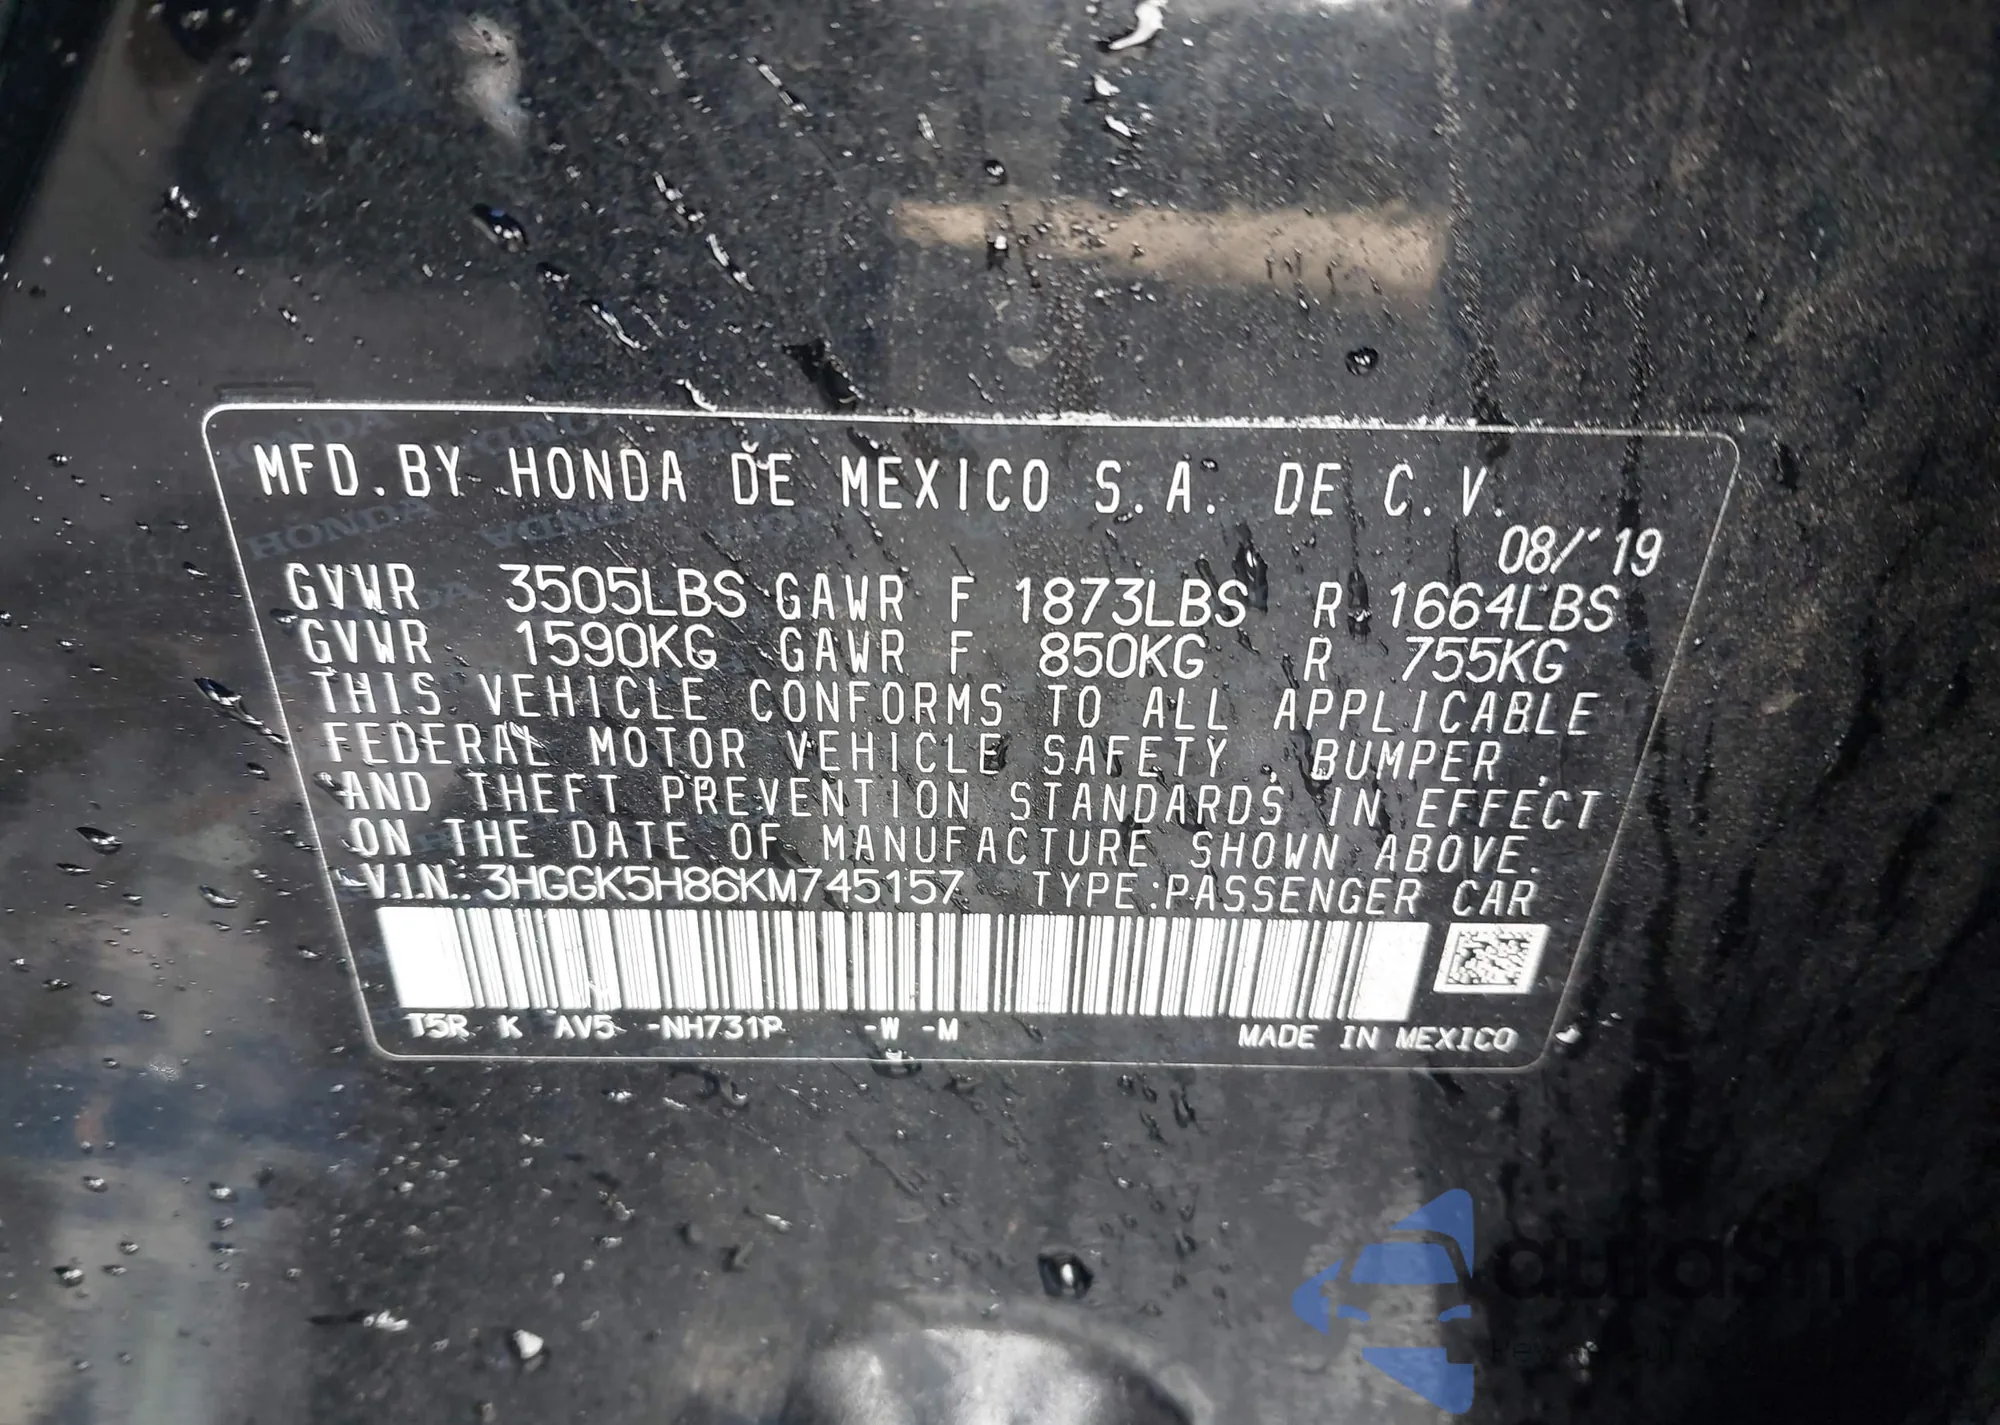 MFD. BY HONDA DE MEXICO S.A. DE C.V.
08/'19
GVWR 3505LBS GAWR F 1873LBS R 1664LBS
GVWR 1590KG GAWR F 850KG R 755KG
THIS VEHICLE CONFORMS TO ALL APPLICABLE
FEDERAL MOTOR VEHICLE SAFETY, BUMPER,
AND THEFT PREVENTION STANDARDS IN EFFECT
ON THE DATE OF MANUFACTURE SHOWN ABOVE.
V.I.N.: 3HGGK5H86KM745157 TYPE:PASSENGER CAR
T5R K AV5 -NH731P -W -M MADE IN MEXICO